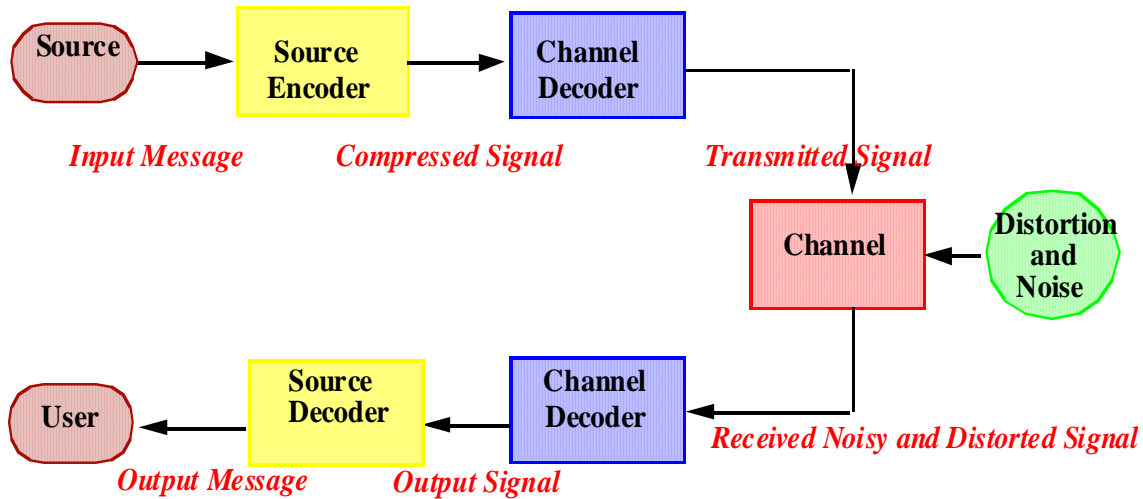 Source
Source
Encoder
Channel
Decoder
Input Message
Compressed Signal
Transmitted Signal
Channel
Distortion
and
Noise
User
Source
Decoder
Channel
Decoder
Received Noisy and Distorted Signal
Output Message
Output Signal